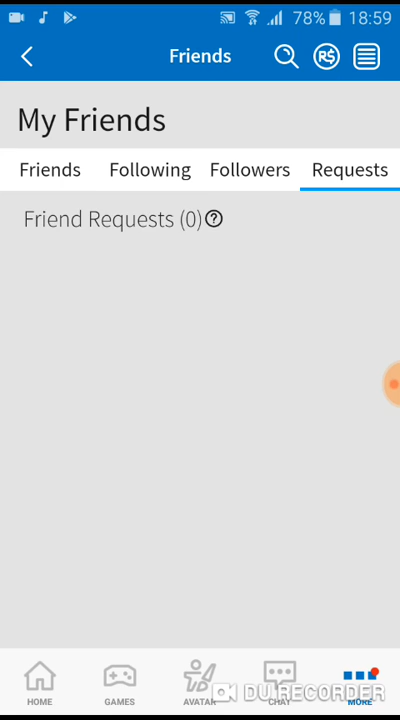 78% 18:59
Friends R$
My Friends
Friends Following Followers Requests
Friend Requests (0)?
HOME GAMES AVATAR CHAT MORE
DU RECORDER